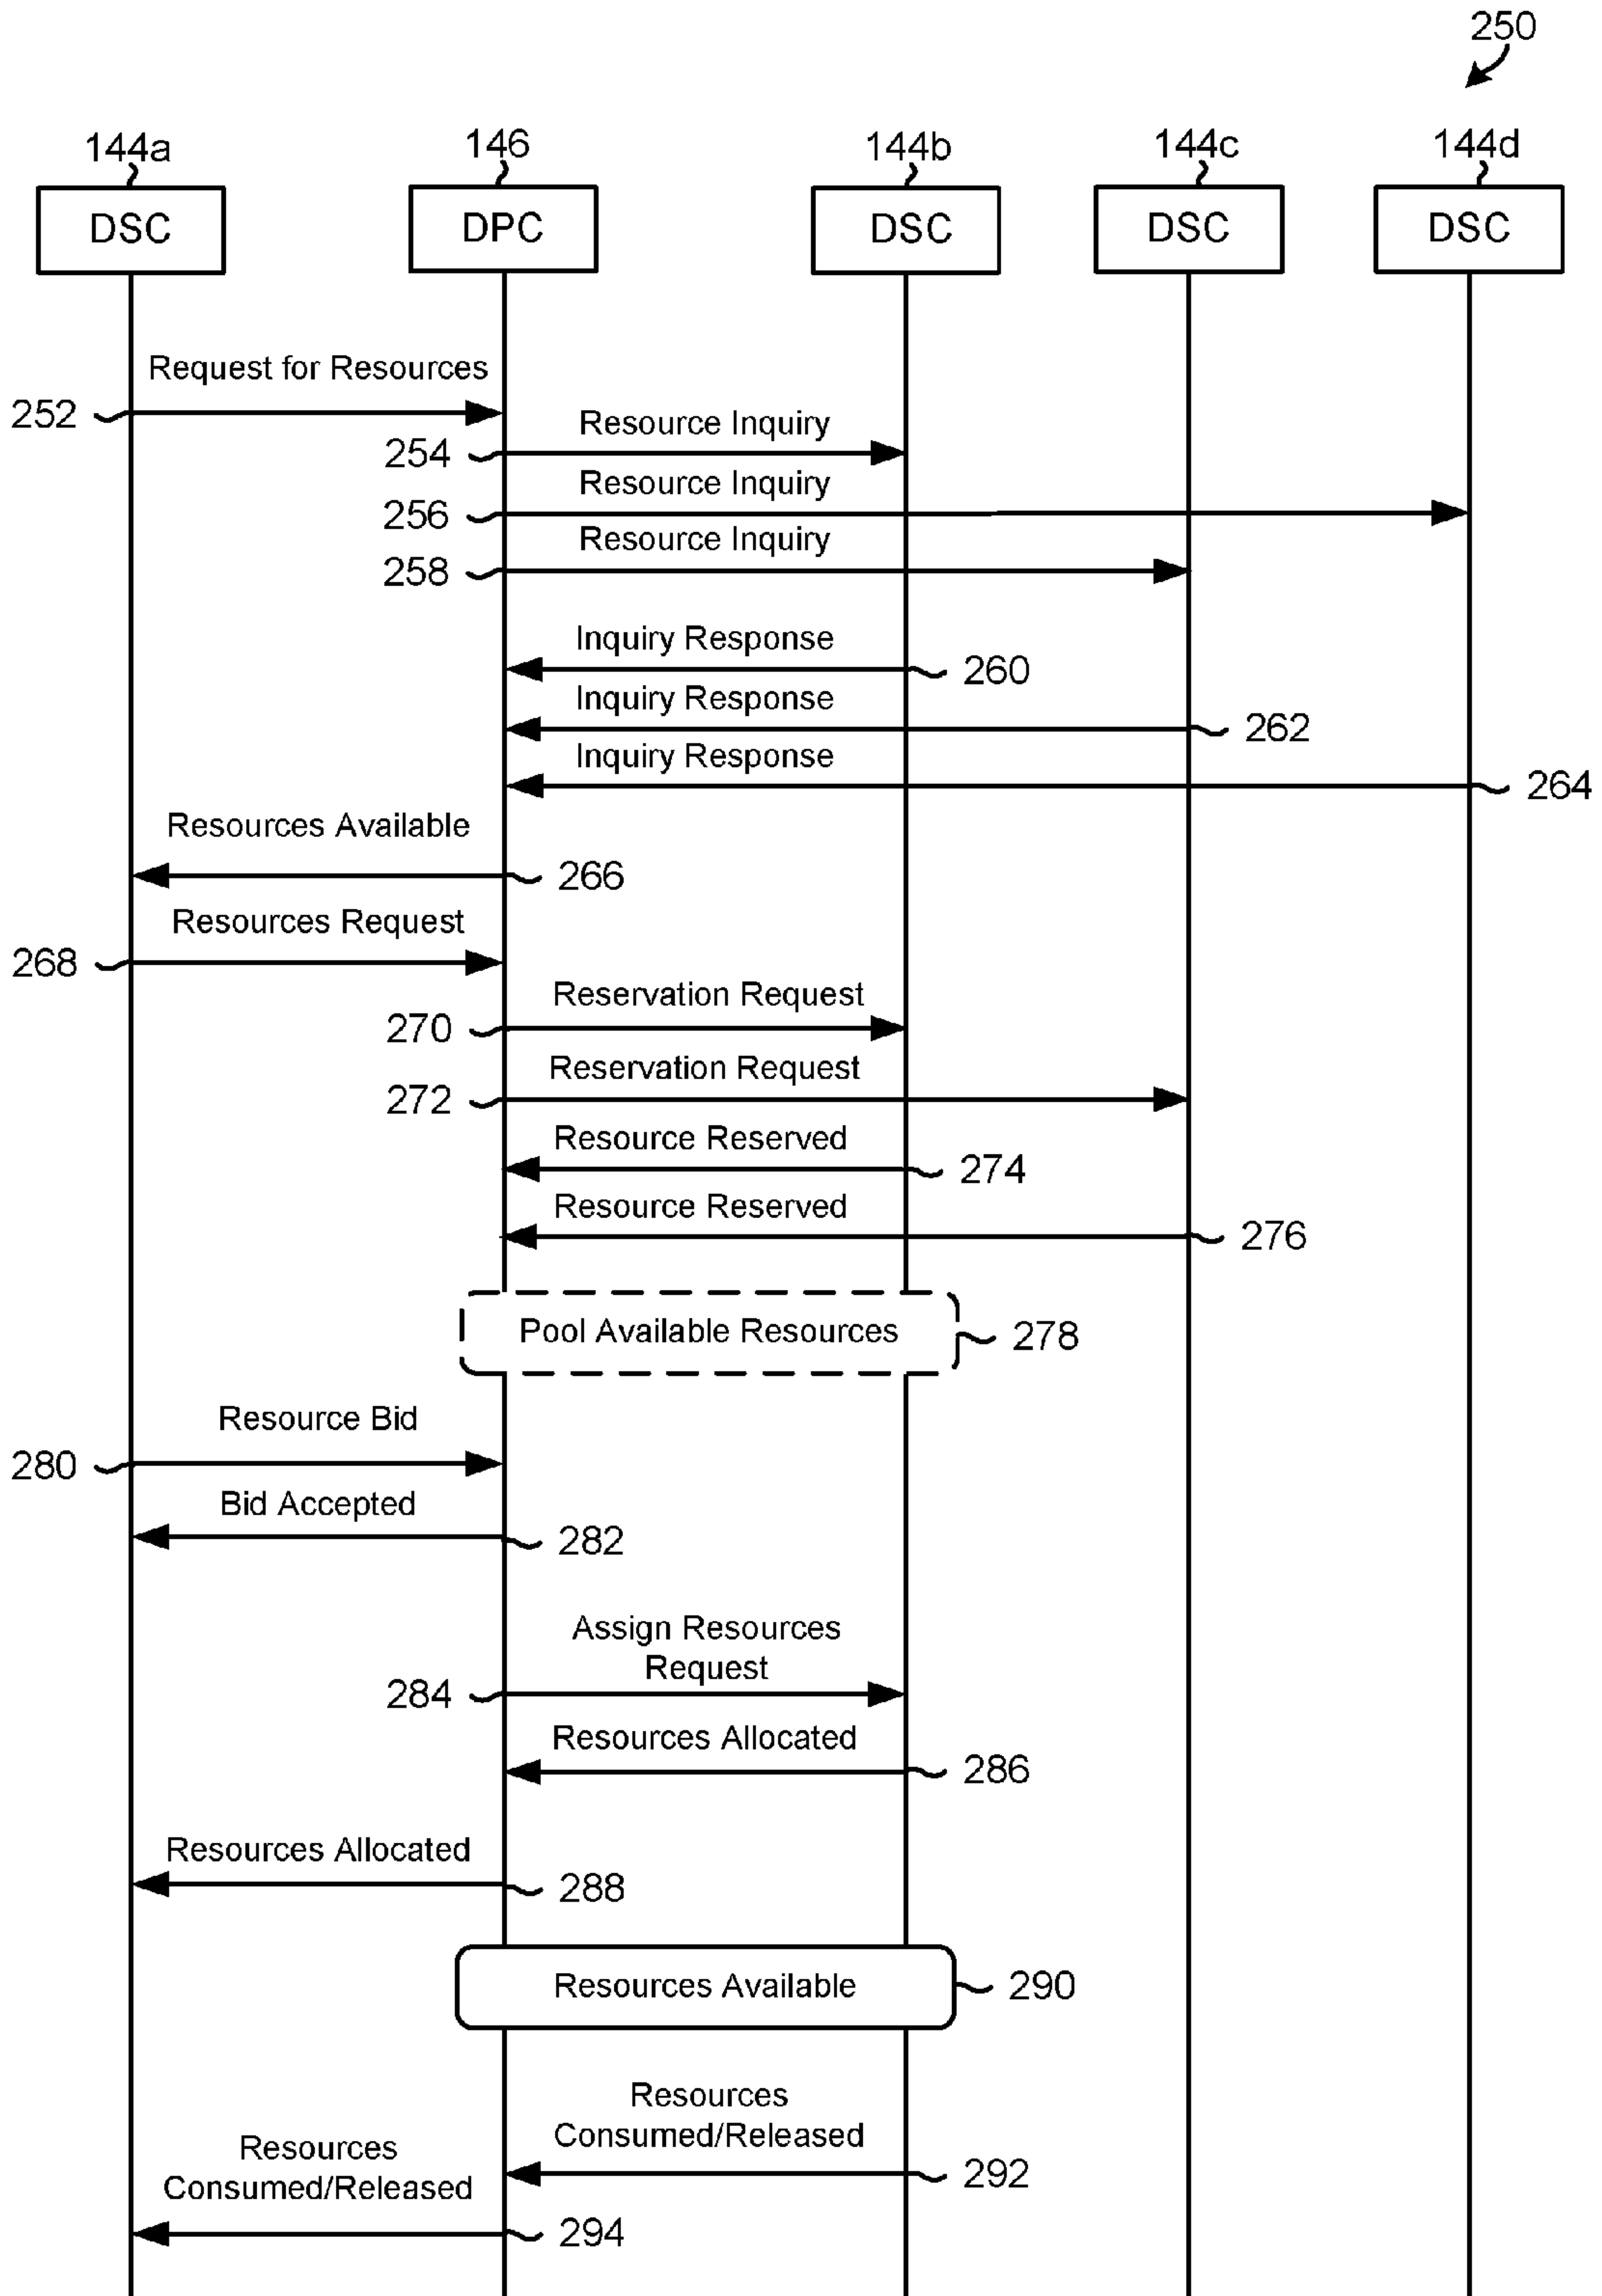 250
144a
146
144b
144c
144d
DSC
DPC
DSC
DSC
DSC
Request for Resources
252
Resource Inquiry
254
Resource Inquiry
256
Resource Inquiry
258
Inquiry Response
260
Inquiry Response
262
Inquiry Response
264
Resources Available
266
Resources Request
268
Reservation Request
270
Reservation Request
272
Resource Reserved
274
Resource Reserved
276
Pool Available Resources
278
Resource Bid
280
Bid Accepted
282
Assign Resources
Request
284
Resources Allocated
286
Resources Allocated
288
Resources Available
290
Resources
Consumed/Released
292
Resources
Consumed/Released
294